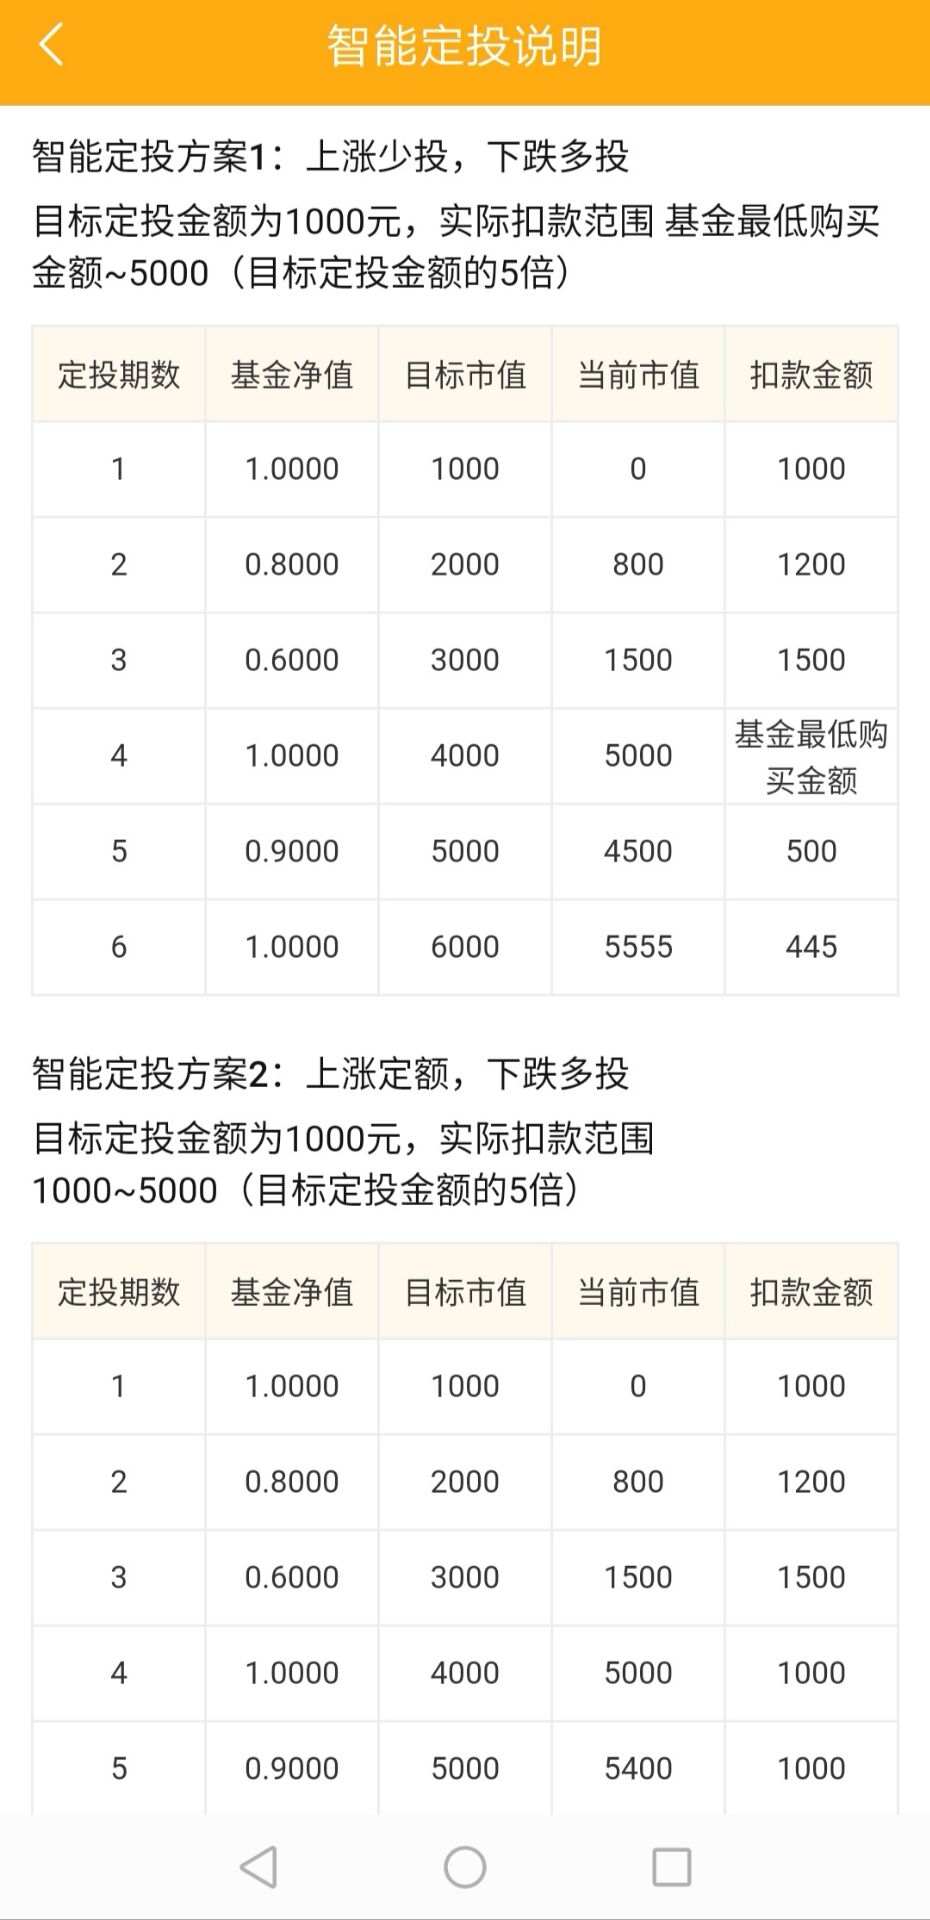 智能定投说明
智能定投方案1：上涨少投，下跌多投
目标定投金额为1000元，实际扣款范围 基金最低购买
金额~5000（目标定投金额的5倍）
定投期数 基金净值 目标市值 当前市值 扣款金额
1 1.0000 1000 0 1000
2 0.8000 2000 800 1200
3 0.6000 3000 1500 1500
4 1.0000 4000 5000 基金最低购
买金额
5 0.9000 5000 4500 500
6 1.0000 6000 5555 445
智能定投方案2：上涨定额，下跌多投
目标定投金额为1000元，实际扣款范围
1000~5000（目标定投金额的5倍）
定投期数 基金净值 目标市值 当前市值 扣款金额
1 1.0000 1000 0 1000
2 0.8000 2000 800 1200
3 0.6000 3000 1500 1500
4 1.0000 4000 5000 1000
5 0.9000 5000 5400 1000